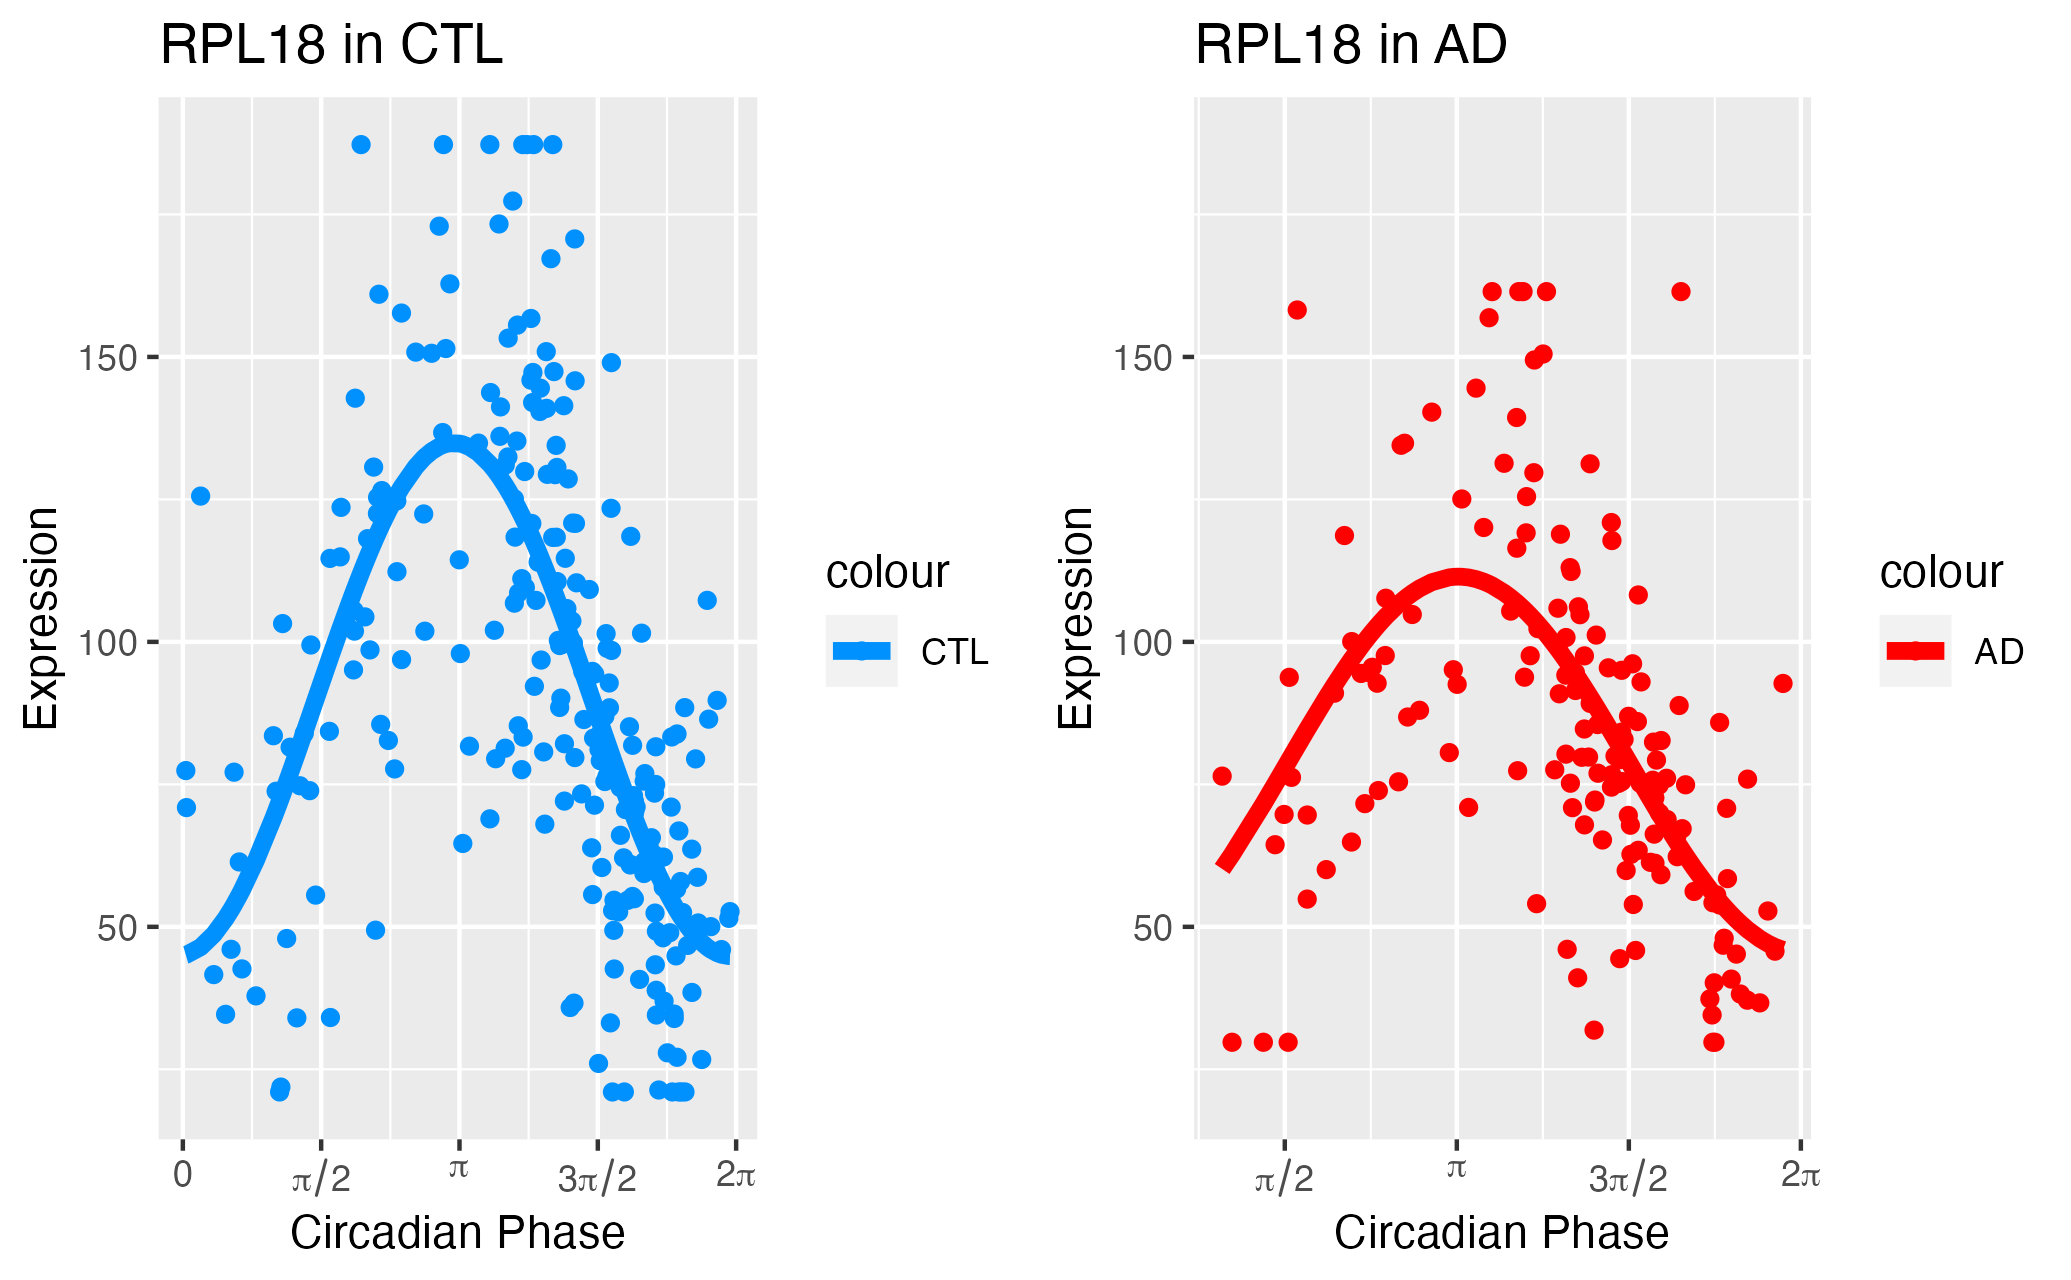 RPL18 in CTL
150
100
50
Expression
0
π/2
π
3π/2
2π
Circadian Phase
colour
CTL
RPL18 in AD
150
100
50
Expression
π/2
π
3π/2
2π
Circadian Phase
colour
AD